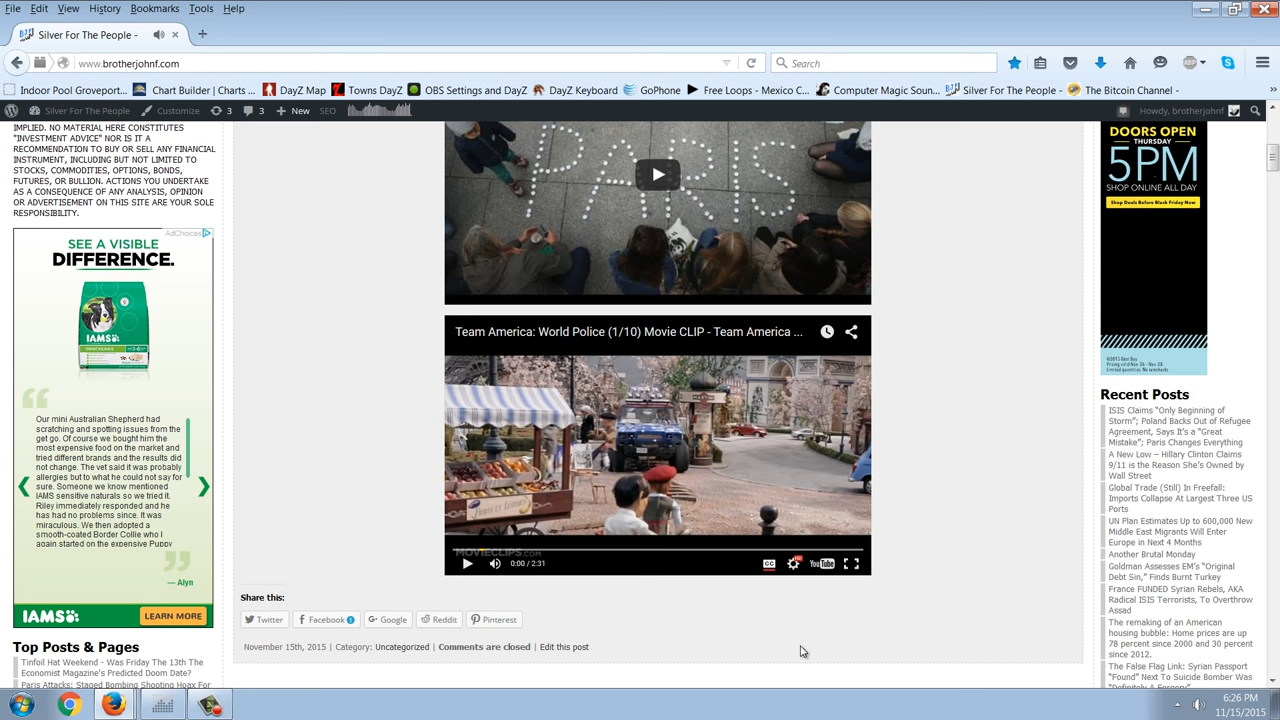 File Edit View History Bookmarks Tools Help
Silver For The People -
www.brotherjohnf.com
Search
Indoor Pool Groveport... Chart Builder | Charts ... DayZ Map Towns DayZ OBS Settings and DayZ DayZ Keyboard GoPhone Free Loops - Mexico C... Computer Magic Soun... Silver For The People - The Bitcoin Channel -
Silver For The People Customize 3 3 New SEO Howdy, brotherjohnf
IMPLIED. NO MATERIAL HERE CONSTITUTES
"INVESTMENT ADVICE" NOR IS IT A
RECOMMENDATION TO BUY OR SELL ANY FINANCIAL
INSTRUMENT, INCLUDING BUT NOT LIMITED TO
STOCKS, COMMODITIES, OPTIONS, BONDS,
FUTURES, OR BULLION. ACTIONS YOU UNDERTAKE
AS A CONSEQUENCE OF ANY ANALYSIS, OPINION
OR ADVERTISEMENT ON THIS SITE ARE YOUR SOLE
RESPONSIBILITY.
AdChoices
SEE A VISIBLE
DIFFERENCE.
IAMS
Our mini Australian Shepherd had
scratching and spotting issues from the
get go. Of course we bought him the
most expensive food on the market and
tried different brands and the results did
not change. The vet said it was probably
allergies but to what he could not say for
sure. Someone we know mentioned
IAMS sensitive naturals so we tried it.
Riley immediately responded and he
has had no problems since. It was
miraculous. We then adopted a
smooth-coated Border Collie who I
again started on the expensive Puppy
— Alyn
IAMS LEARN MORE
Top Posts & Pages
Tinfoil Hat Weekend - Was Friday The 13th The
Economist Magazine's Predicted Doom Date?
Paris Attacks: Staged Bombing Shooting Hoax For
PARIS
Team America: World Police (1/10) Movie CLIP - Team America ...
MOVIECLIPS.COM
0:00 / 2:31
CC HD YouTube
Share this:
Twitter Facebook 1 Google Reddit Pinterest
November 15th, 2015 | Category: Uncategorized | Comments are closed | Edit this post
DOORS OPEN
THURSDAY
5PM
SHOP ONLINE ALL DAY
Shop Deals Before Black Friday Now
©2015 Best Buy
Pricing valid Nov 26 - Nov 28.
Limited quantities. No rainchecks.
Recent Posts
ISIS Claims “Only Beginning of
Storm”; Poland Backs Out of Refugee
Agreement, Says It’s a “Great
Mistake”; Paris Changes Everything
A New Low – Hillary Clinton Claims
9/11 is the Reason She’s Owned by
Wall Street
Global Trade (Still) In Freefall:
Imports Collapse At Largest Three US
Ports
UN Plan Estimates Up to 600,000 New
Middle East Migrants Will Enter
Europe in Next 4 Months
Another Brutal Monday
Goldman Assesses EM’s “Original
Debt Sin,” Finds Burnt Turkey
France FUNDED Syrian Rebels, AKA
Radical ISIS Terrorists, To Overthrow
Assad
The remaking of an American
housing bubble: Home prices are up
78 percent since 2000 and 30 percent
since 2012.
The False Flag Link: Syrian Passport
“Found” Next To Suicide Bomber Was
“Definitely A Forgery”
6:26 PM
11/15/2015